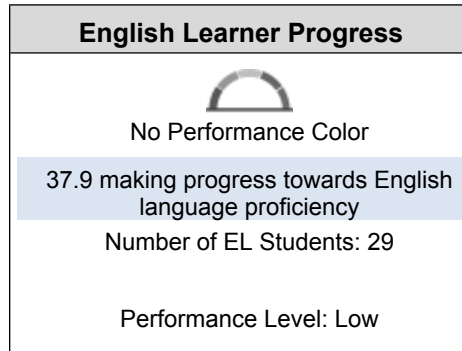 English Learner Progress
No Performance Color
37.9 making progress towards English
language proficiency
Number of EL Students: 29
Performance Level: Low